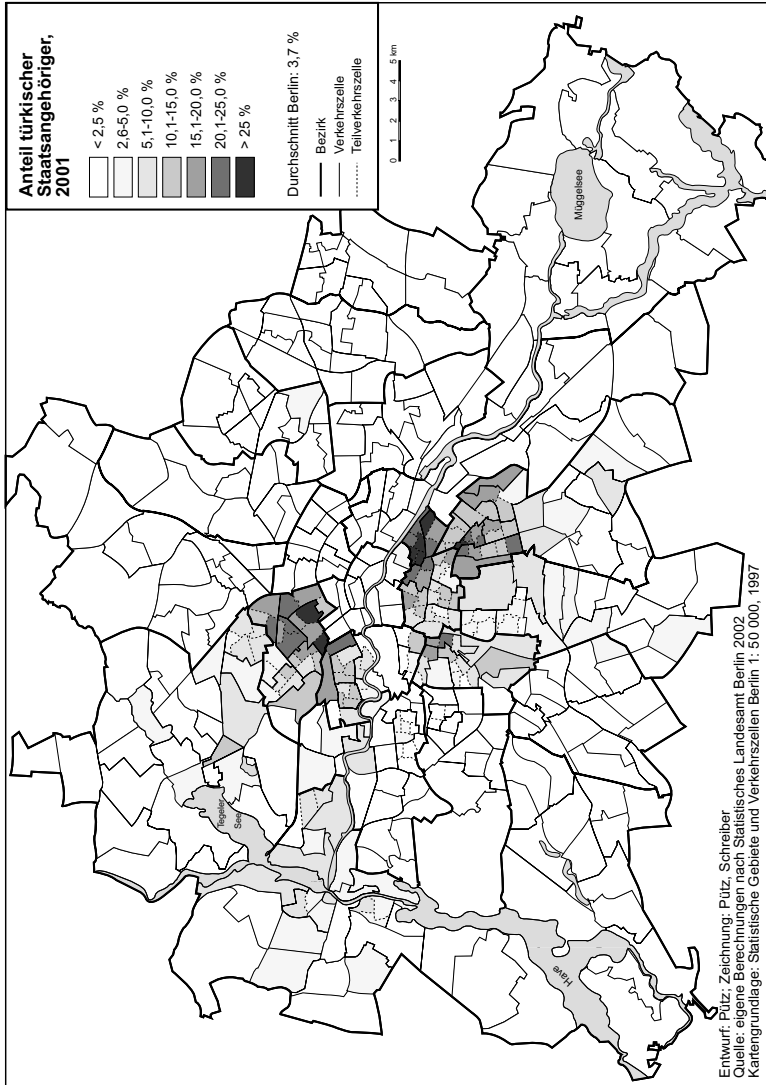 Anteil türkischer
Staatsangehöriger,
2001
< 2,5 %
2,6-5,0 %
5,1-10,0 %
10,1-15,0 %
15,1-20,0 %
20,1-25,0 %
> 25 %
Durchschnitt Berlin: 3,7 %
Bezirk
Verkehrszelle
Teilverkehrszelle
0 1 2 3 4 5 km
Tegeler
See
Müggelsee
Have
Entwurf: Pütz; Zeichnung: Pütz, Schreiber
Quelle: eigene Berechnungen nach Statistisches Landesamt Berlin 2002
Kartengrundlage: Statistische Gebiete und Verkehrszellen Berlin 1: 50 000, 1997